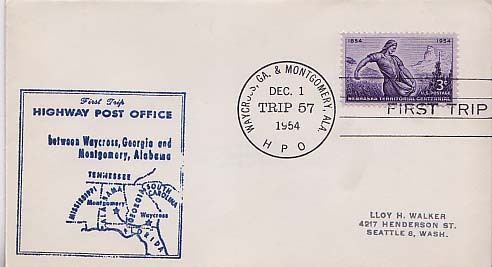 First Trip
HIGHWAY POST OFFICE
between Waycross, Georgia and
Montgomery, Alabama
TENNESSEE
MISSISSIPPI
ALABAMA
GEORGIA
SOUTH
CAROLINA
Montgomery
Waycross
FLORIDA
WAYCROSS, GA. & MONTGOMERY, ALA.
DEC. 1
TRIP 57
1954
H P O
1854 1954
3¢
U.S. POSTAGE
NEBRASKA TERRITORIAL CENTENNIAL
FIRST TRIP
LLOY H. WALKER
4217 HENDERSON ST.
SEATTLE 8, WASH.